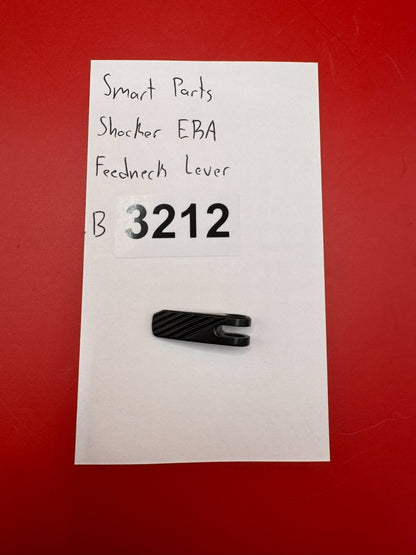 Smart Parts
Shocker ERA
Feedneck Lever
B 3212